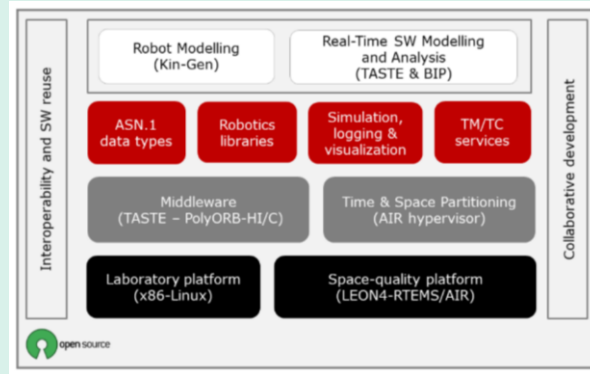 Interoperability and SW reuse
Robot Modelling
(Kin-Gen)
Real-Time SW Modelling
and Analysis
(TASTE & BIP)
ASN.1
data types
Robotics
libraries
Simulation,
logging &
visualization
TM/TC
services
Middleware
(TASTE – PolyORB-HI/C)
Time & Space Partitioning
(AIR hypervisor)
Laboratory platform
(x86-Linux)
Space-quality platform
(LEON4-RTEMS/AIR)
Collaborative development
open source